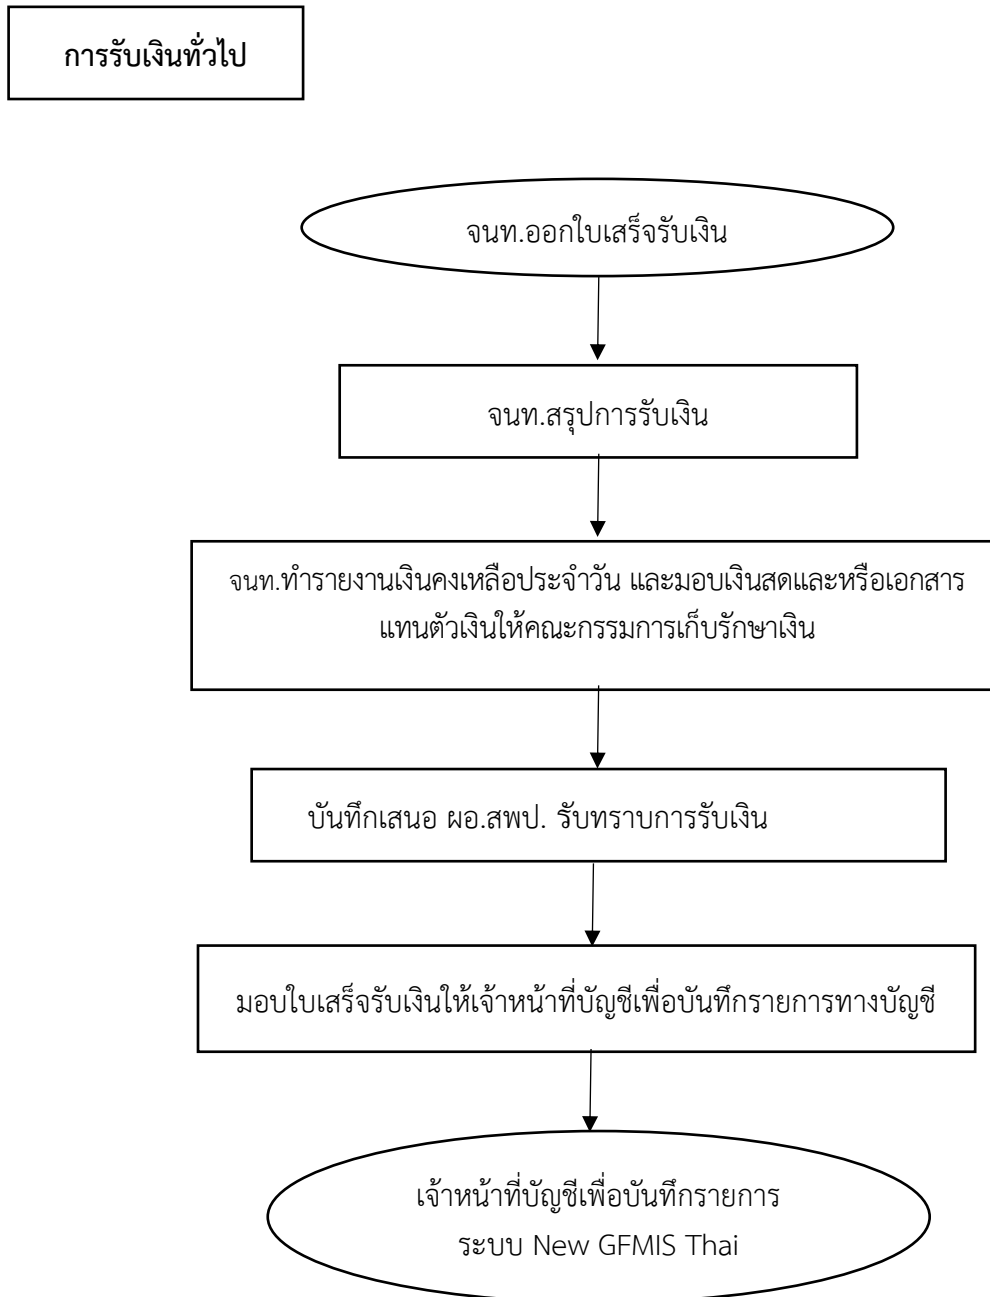 การรับเงินทั่วไป
จนท.ออกใบเสร็จรับเงิน
จนท.สรุปการรับเงิน
จนท.ทำรายงานเงินคงเหลือประจำวัน และมอบเงินสดและหรือเอกสาร
แทนตัวเงินให้คณะกรรมการเก็บรักษาเงิน
บันทึกเสนอ ผอ.สพป. รับทราบการรับเงิน
มอบใบเสร็จรับเงินให้เจ้าหน้าที่บัญชีเพื่อบันทึกรายการทางบัญชี
เจ้าหน้าที่บัญชีเพื่อบันทึกรายการ
ระบบ New GFMIS Thai